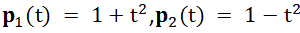 𝐩₁(t) = 1 + t², 𝐩₂(t) = 1 − t²